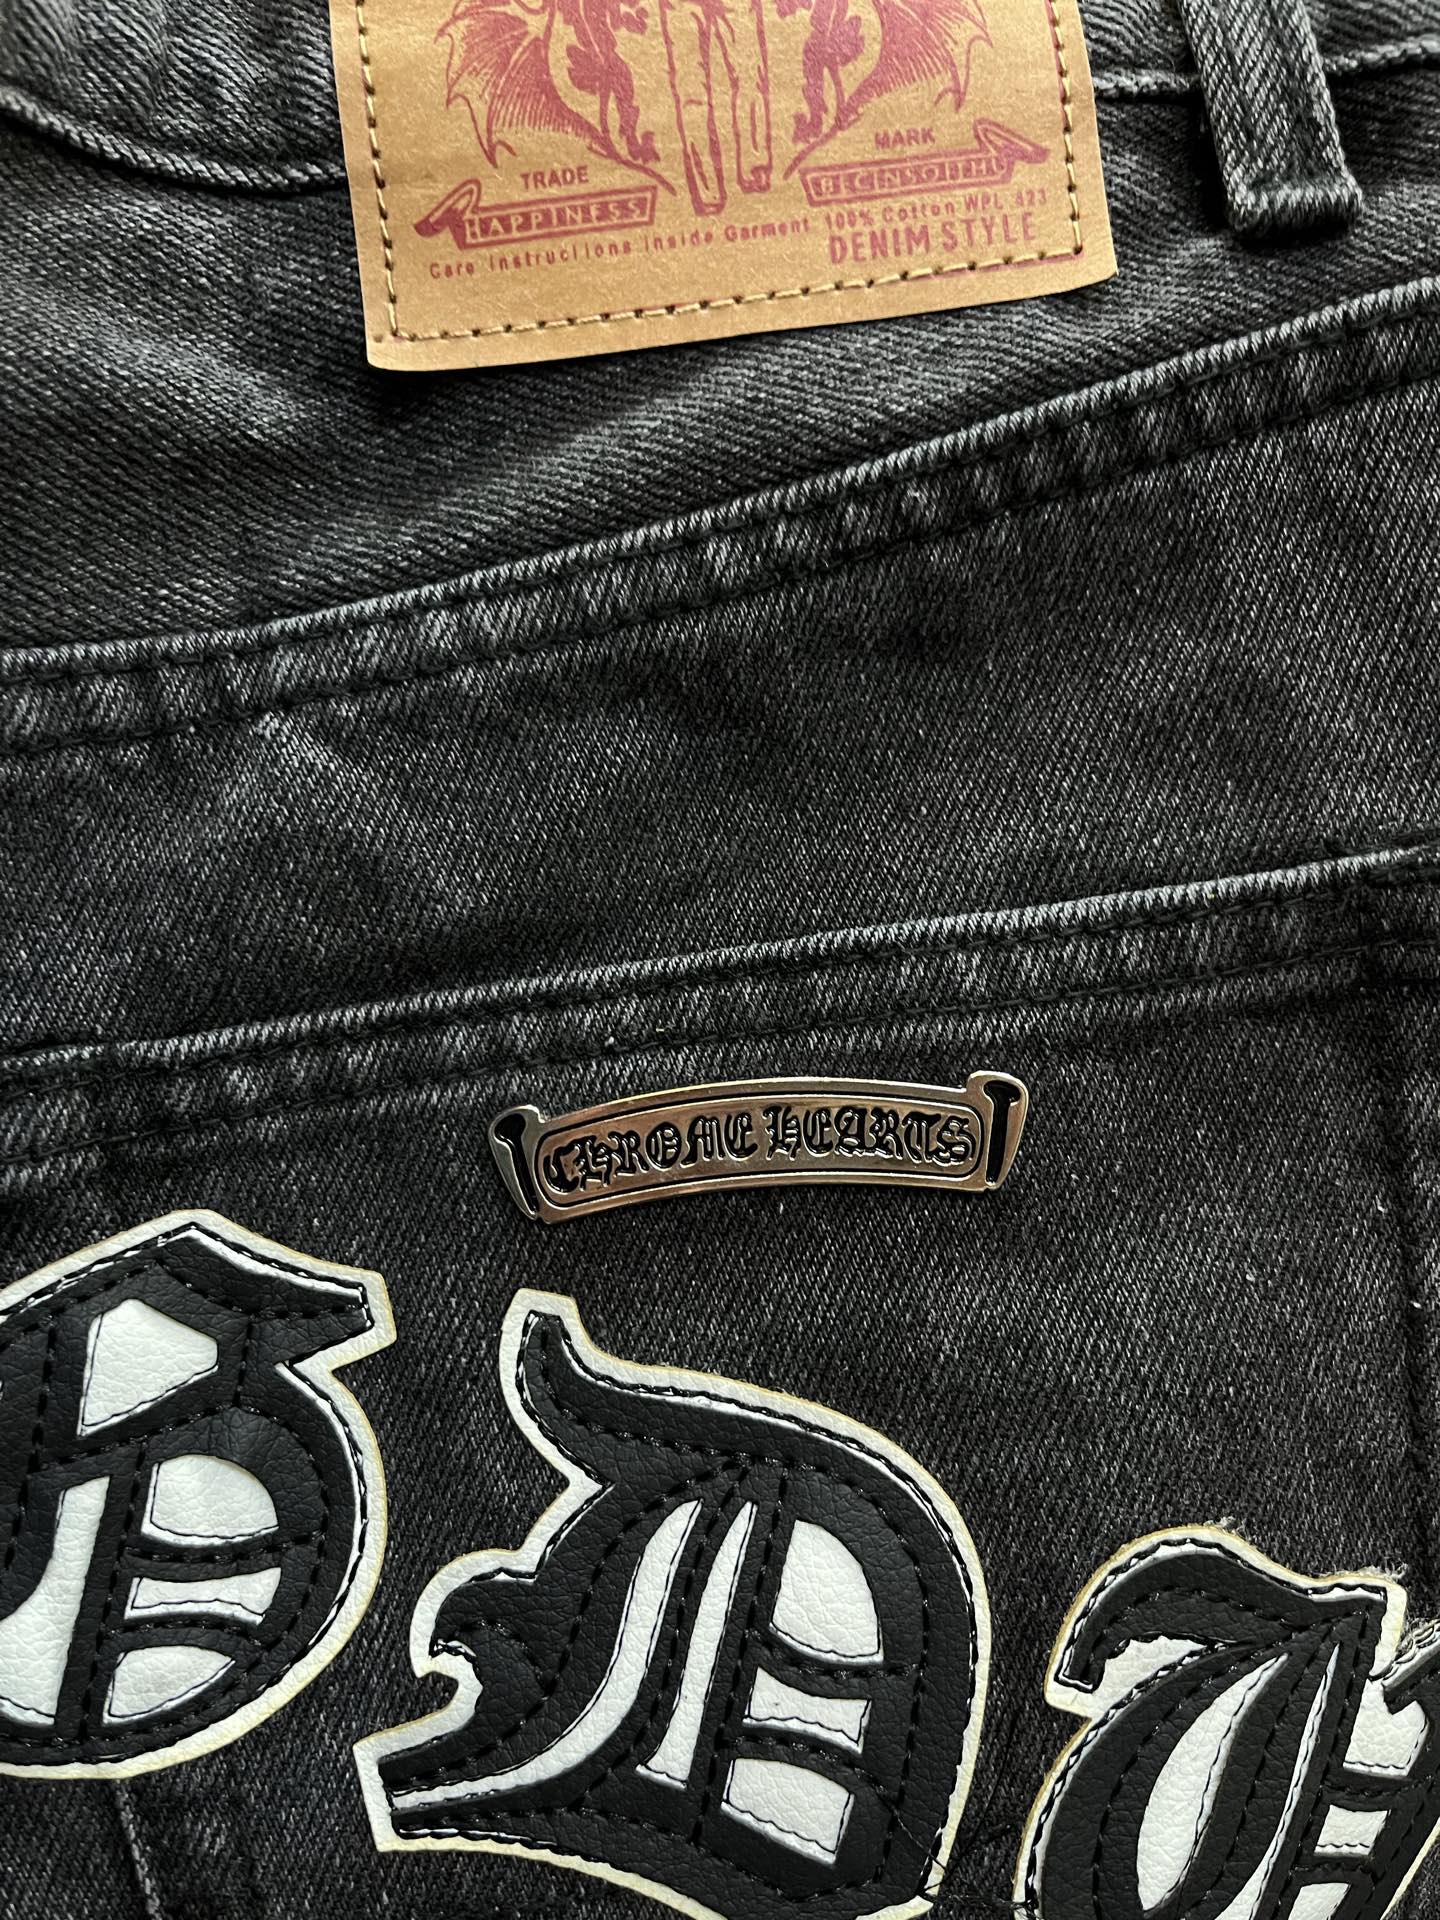 TRADE
MARK
HAPPINESS
Care Instructions Inside Garment 100% Cotton WPL 423
DENIM STYLE
CHROME HEARTS
D